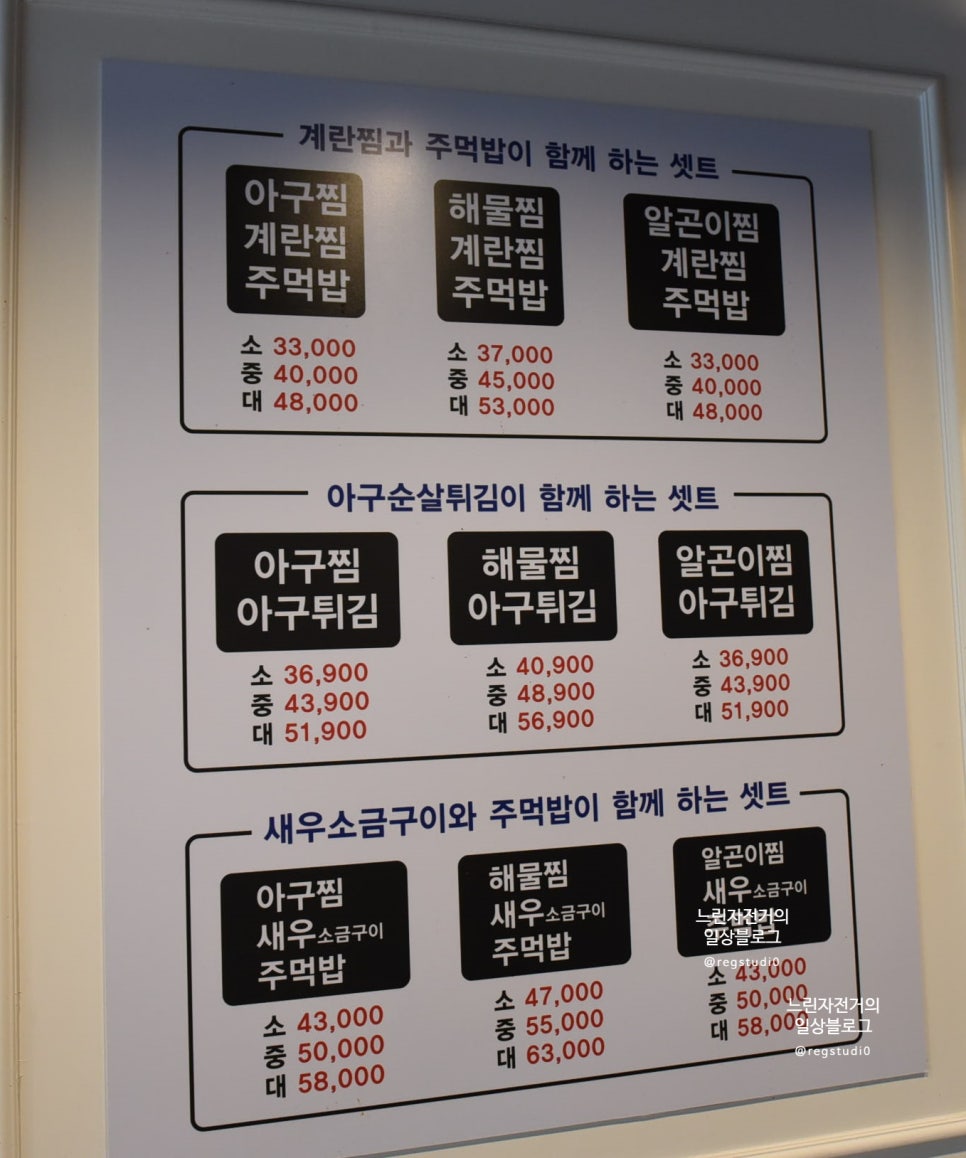 계란찜과 주먹밥이 함께 하는 셋트
아구찜
계란찜
주먹밥
소 33,000
중 40,000
대 48,000
해물찜
계란찜
주먹밥
소 37,000
중 45,000
대 53,000
알곤이찜
계란찜
주먹밥
소 33,000
중 40,000
대 48,000
아구순살튀김이 함께 하는 셋트
아구찜
아구튀김
소 36,900
중 43,900
대 51,900
해물찜
아구튀김
소 40,900
중 48,900
대 56,900
알곤이찜
아구튀김
소 36,900
중 43,900
대 51,900
새우소금구이와 주먹밥이 함께 하는 셋트
아구찜
새우소금구이
주먹밥
소 43,000
중 50,000
대 58,000
해물찜
새우소금구이
주먹밥
소 47,000
중 55,000
대 63,000
알곤이찜
새우소금구이
소 43,000
중 50,000
대 58,000
느린자전거의
일상블로그
@regstudi0
느린자전거의
일상블로그
@regstudi0